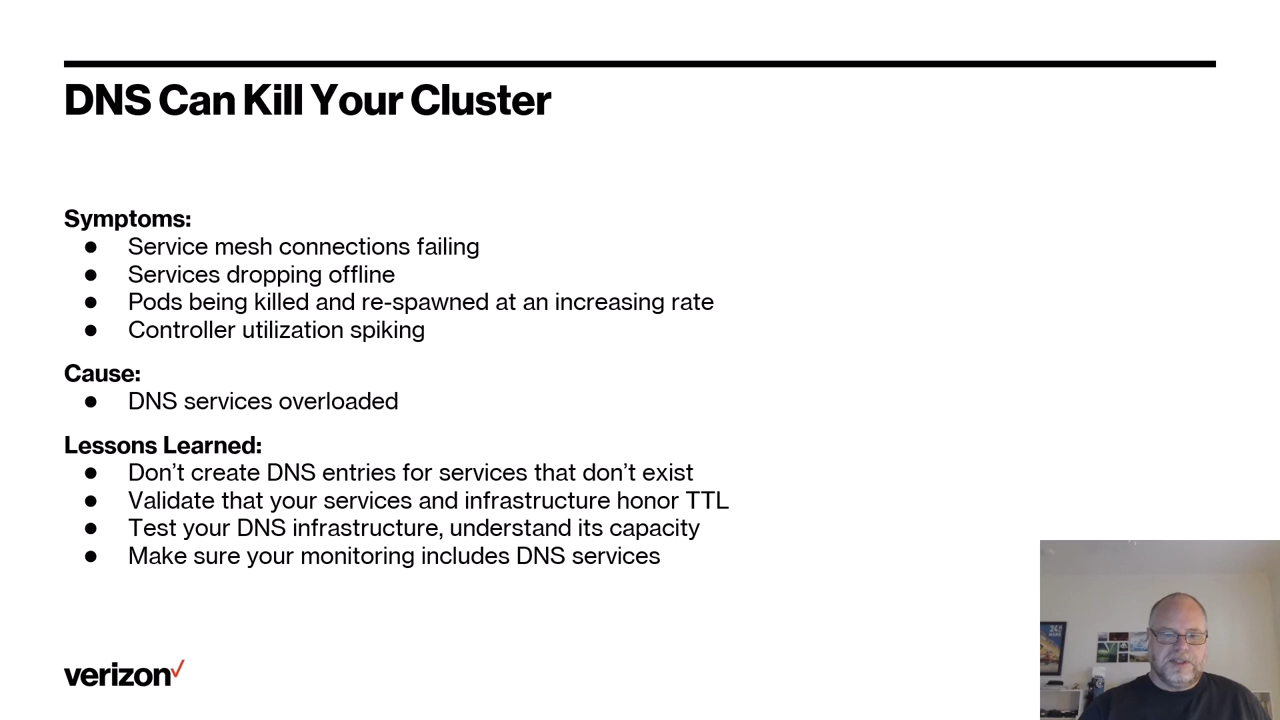 DNS Can Kill Your Cluster
Symptoms:
● Service mesh connections failing
● Services dropping offline
● Pods being killed and re-spawned at an increasing rate
● Controller utilization spiking
Cause:
● DNS services overloaded
Lessons Learned:
● Don’t create DNS entries for services that don’t exist
● Validate that your services and infrastructure honor TTL
● Test your DNS infrastructure, understand its capacity
● Make sure your monitoring includes DNS services
verizon